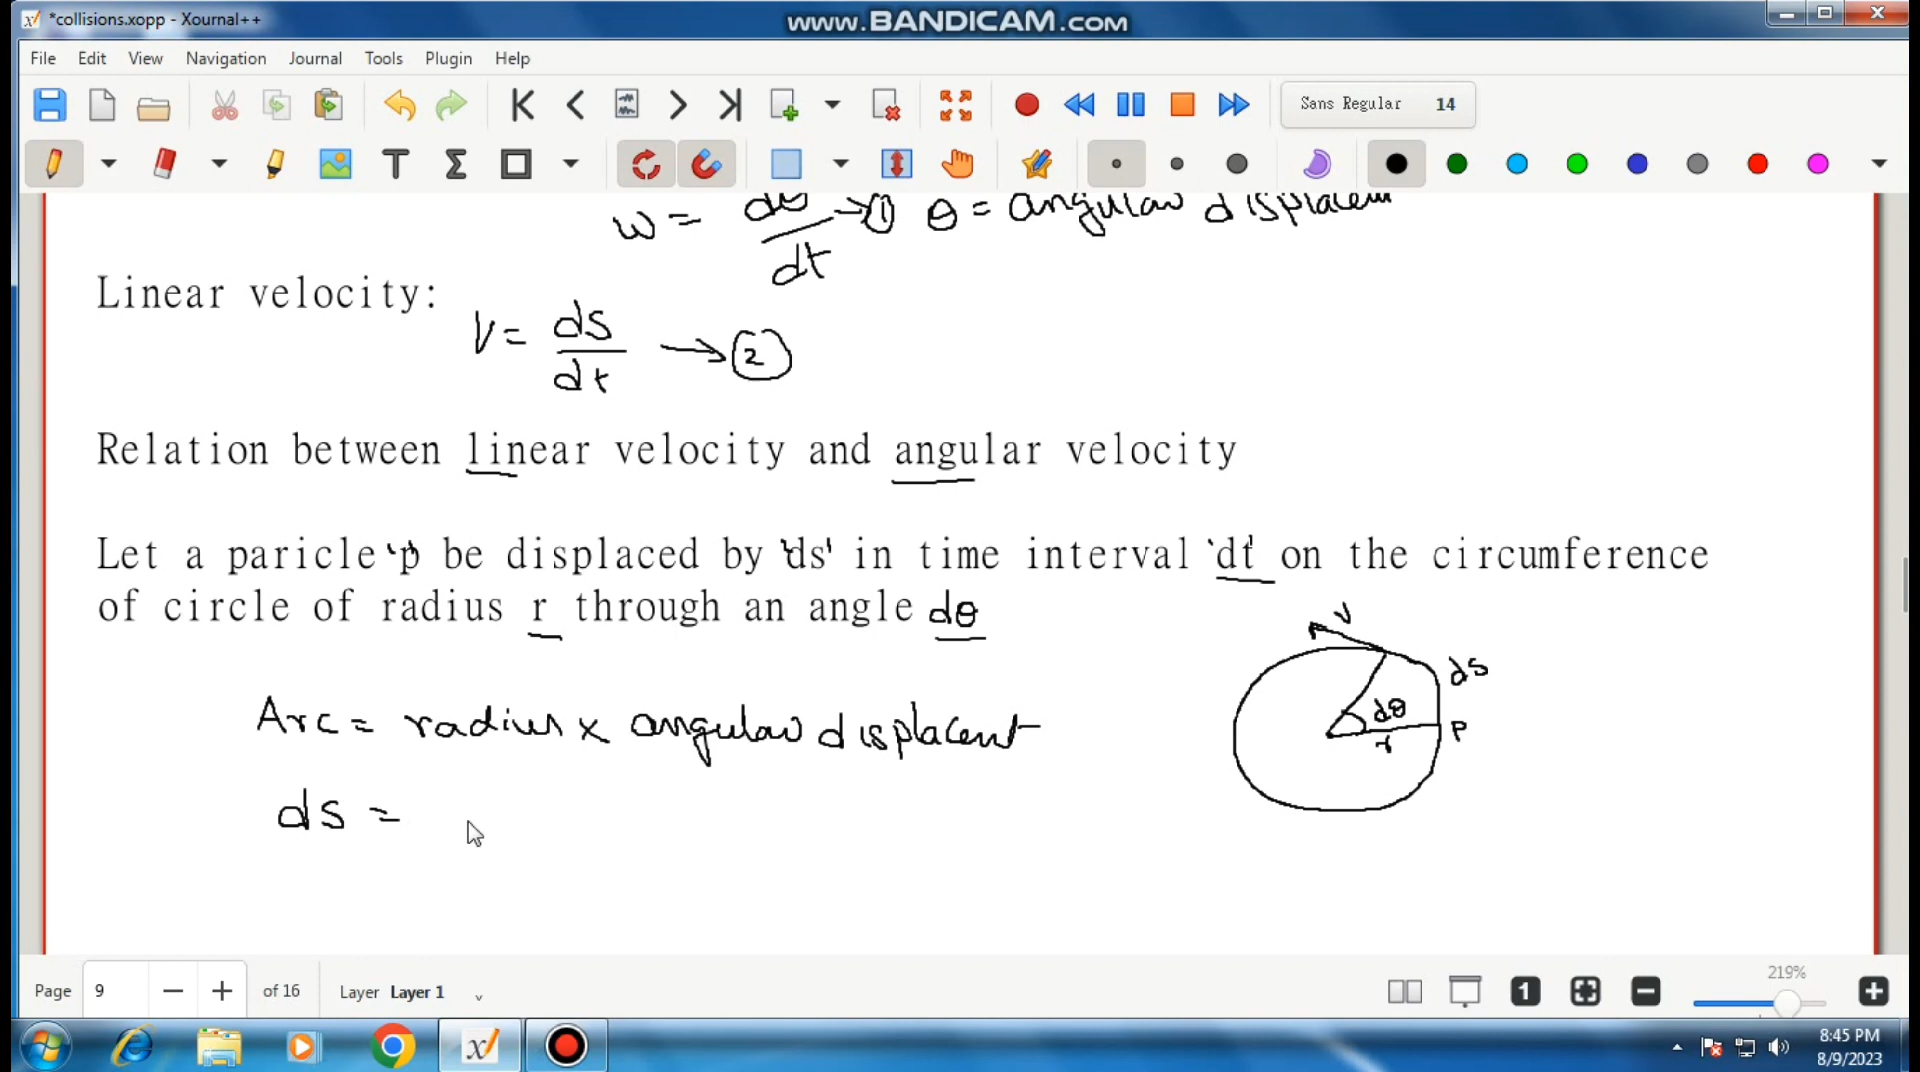 *collisions.xopp - Xournal++
www.BANDICAM.com
File Edit View Navigation Journal Tools Plugin Help
Sans Regular 14
ω = dθ/dt → ① θ = angular displacem
Linear velocity:
V = ds/dt → ②
Relation between linear velocity and angular velocity
Let a paricle 'p' be displaced by 'ds' in time interval 'dt' on the circumference
of circle of radius r through an angle dθ
v
ds
dθ
r
P
Arc = radius x angular displacent
ds =
Page 9 of 16 Layer Layer 1
219%
8:45 PM
8/9/2023